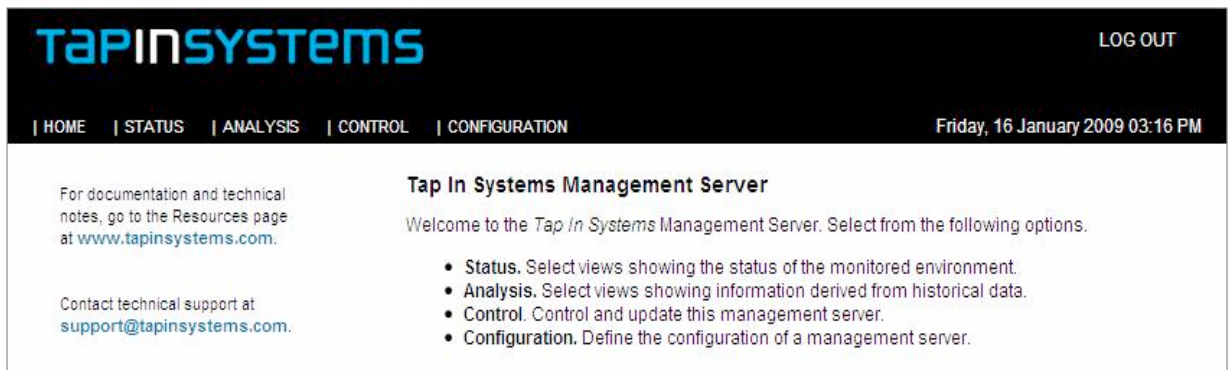 TaPINSYSTemS
LOG OUT
| HOME | STATUS | ANALYSIS | CONTROL | CONFIGURATION
Friday, 16 January 2009 03:16 PM
For documentation and technical
notes, go to the Resources page
at www.tapinsystems.com.
Contact technical support at
support@tapinsystems.com.
Tap In Systems Management Server
Welcome to the Tap In Systems Management Server. Select from the following options.
• Status. Select views showing the status of the monitored environment.
• Analysis. Select views showing information derived from historical data.
• Control. Control and update this management server.
• Configuration. Define the configuration of a management server.